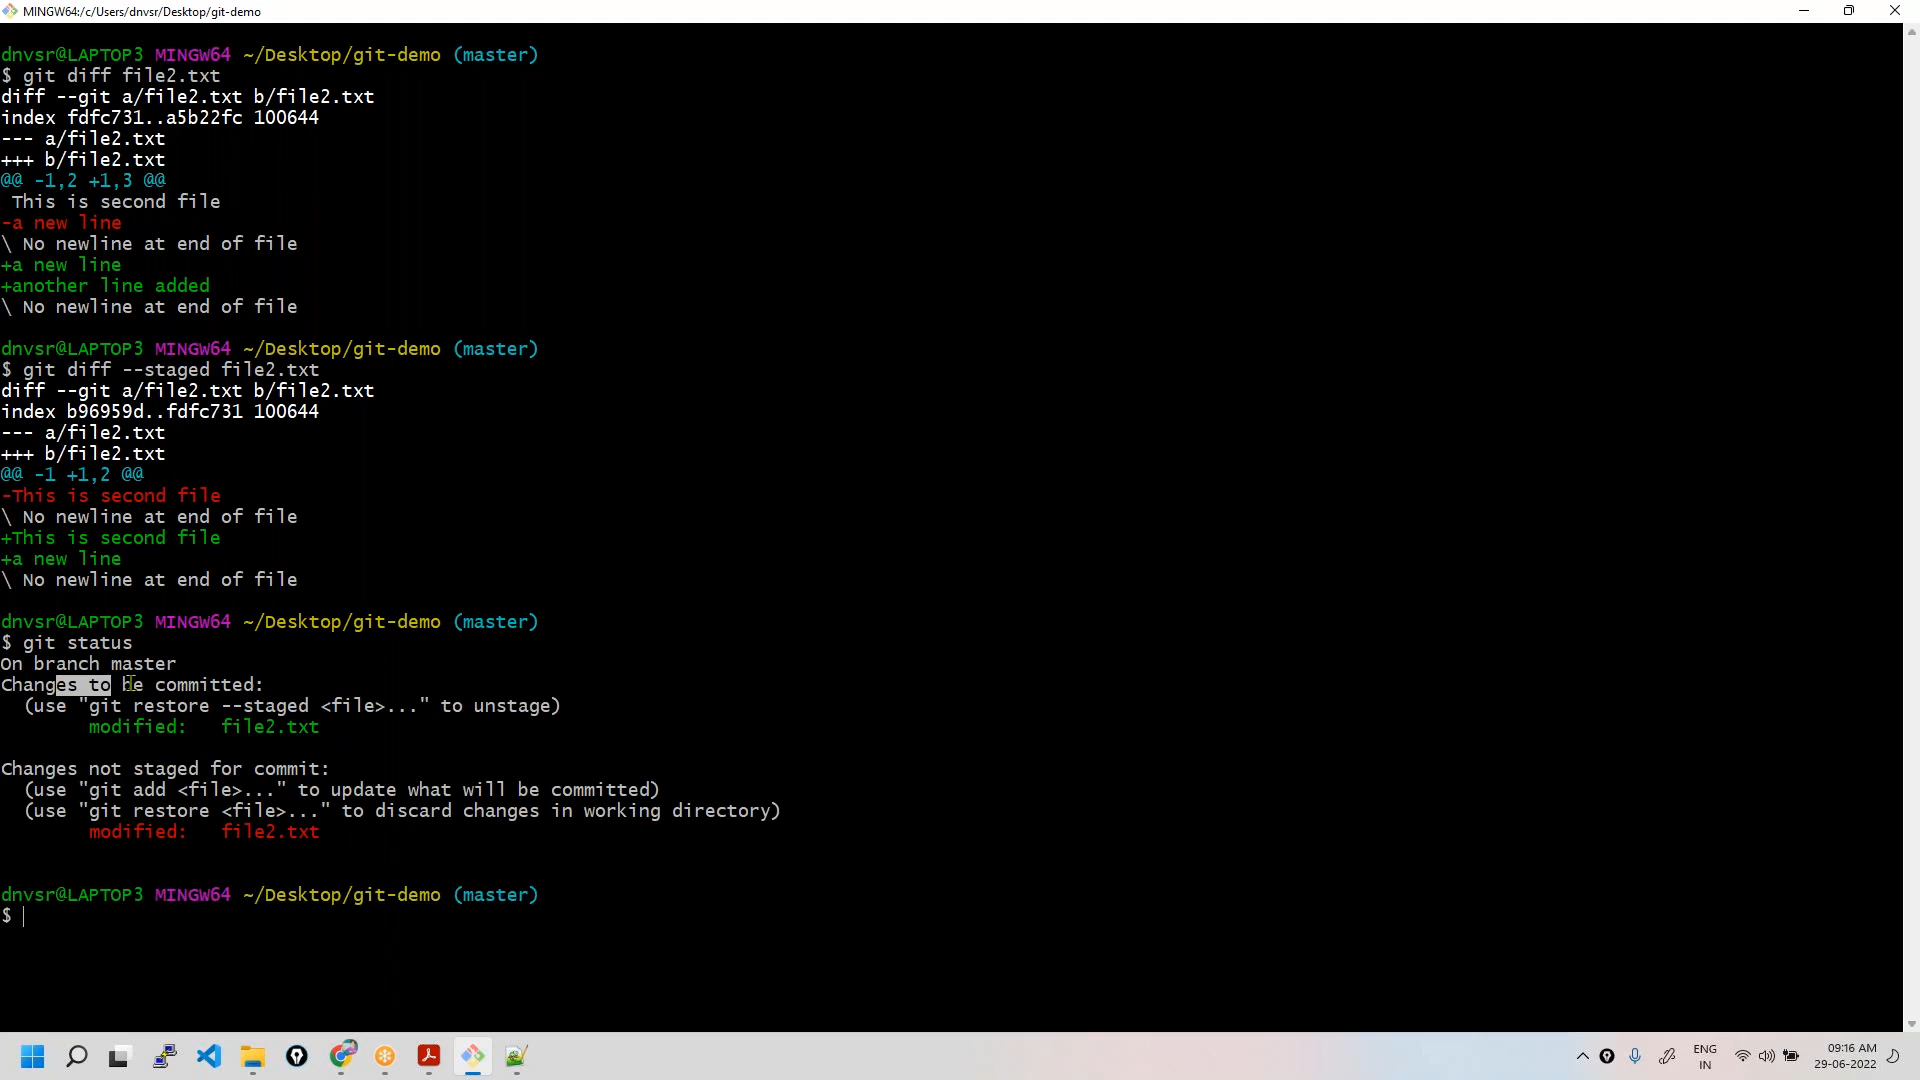 MINGW64:/c/Users/dnvsr/Desktop/git-demo
dnvsr@LAPTOP3 MINGW64 ~/Desktop/git-demo (master)
$ git diff file2.txt
diff --git a/file2.txt b/file2.txt
index fdfc731..a5b22fc 100644
--- a/file2.txt
+++ b/file2.txt
@@ -1,2 +1,3 @@
 This is second file
-a new line
\ No newline at end of file
+a new line
+another line added
\ No newline at end of file
dnvsr@LAPTOP3 MINGW64 ~/Desktop/git-demo (master)
$ git diff --staged file2.txt
diff --git a/file2.txt b/file2.txt
index b96959d..fdfc731 100644
--- a/file2.txt
+++ b/file2.txt
@@ -1 +1,2 @@
-This is second file
\ No newline at end of file
+This is second file
+a new line
\ No newline at end of file
dnvsr@LAPTOP3 MINGW64 ~/Desktop/git-demo (master)
$ git status
On branch master
Changes to be committed:
  (use "git restore --staged <file>..." to unstage)
        modified:   file2.txt
Changes not staged for commit:
  (use "git add <file>..." to update what will be committed)
  (use "git restore <file>..." to discard changes in working directory)
        modified:   file2.txt
dnvsr@LAPTOP3 MINGW64 ~/Desktop/git-demo (master)
$
ENG
IN
09:16 AM
29-06-2022